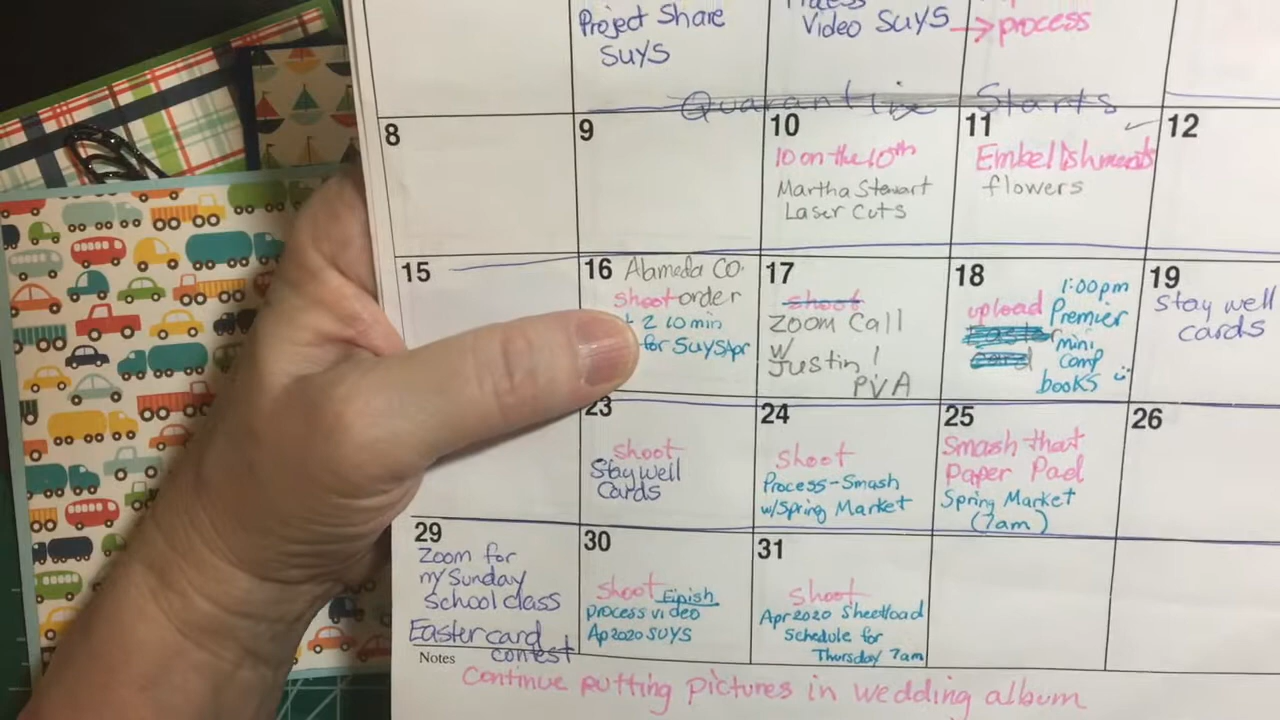 Project Share
SUYS
Video SUYS
→ process
Quarantine Starts
8
9
10
10 on the 10th
Martha Stewart
Laser Cuts
11
Embellishments
flowers
12
15
16 Alameda Co.
shoot order
2 10 min
for SUYS Apr
17
shoot
Zoom Call
w/
Justin!
PVA
18
1:00pm
upload Premier
mini
comp
books
19
Stay well
cards
23
shoot
Stay well
Cards
24
shoot
Process-Smash
w/Spring Market
25
Smash that
Paper Pad
Spring Market
(7am)
26
29
Zoom for
my Sunday
School class
Easter card
contest
30
shoot Finish
process video
Ap 2020 SUYS
31
shoot
Apr 2020 Sheetload
Schedule for
Thursday 7am
Notes
Continue putting pictures in wedding album